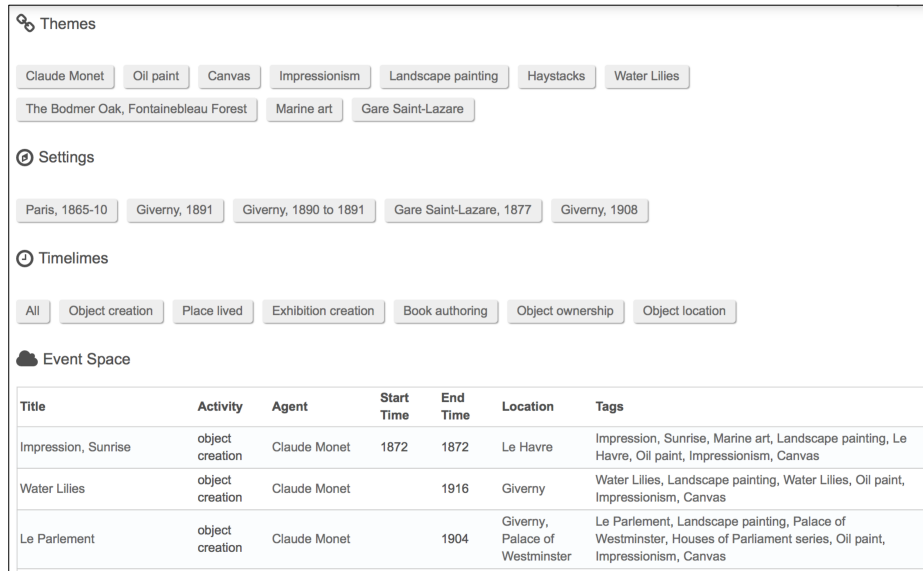 Themes
Claude Monet Oil paint Canvas Impressionism Landscape painting Haystacks Water Lilies
The Bodmer Oak, Fontainebleau Forest Marine art Gare Saint-Lazare
Settings
Paris, 1865-10 Giverny, 1891 Giverny, 1890 to 1891 Gare Saint-Lazare, 1877 Giverny, 1908
Timelimes
All Object creation Place lived Exhibition creation Book authoring Object ownership Object location
Event Space
Title Activity Agent Start Time End Time Location Tags
Impression, Sunrise object creation Claude Monet 1872 1872 Le Havre Impression, Sunrise, Marine art, Landscape painting, Le
Havre, Oil paint, Impressionism, Canvas
Water Lilies object creation Claude Monet 1916 Giverny Water Lilies, Landscape painting, Water Lilies, Oil paint,
Impressionism, Canvas
Le Parlement object creation Claude Monet 1904 Giverny, Palace of Westminster Le Parlement, Landscape painting, Palace of
Westminster, Houses of Parliament series, Oil paint,
Impressionism, Canvas